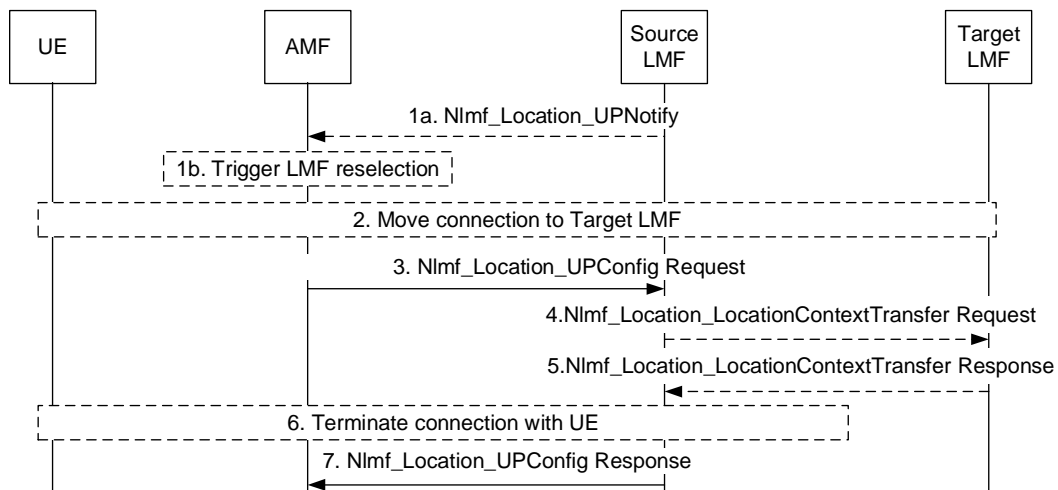 UE
AMF
Source
LMF
Target
LMF
1a. Nlmf_Location_UPNotify
1b. Trigger LMF reselection
2. Move connection to Target LMF
3. Nlmf_Location_UPConfig Request
4.Nlmf_Location_LocationContextTransfer Request
5.Nlmf_Location_LocationContextTransfer Response
6. Terminate connection with UE
7. Nlmf_Location_UPConfig Response